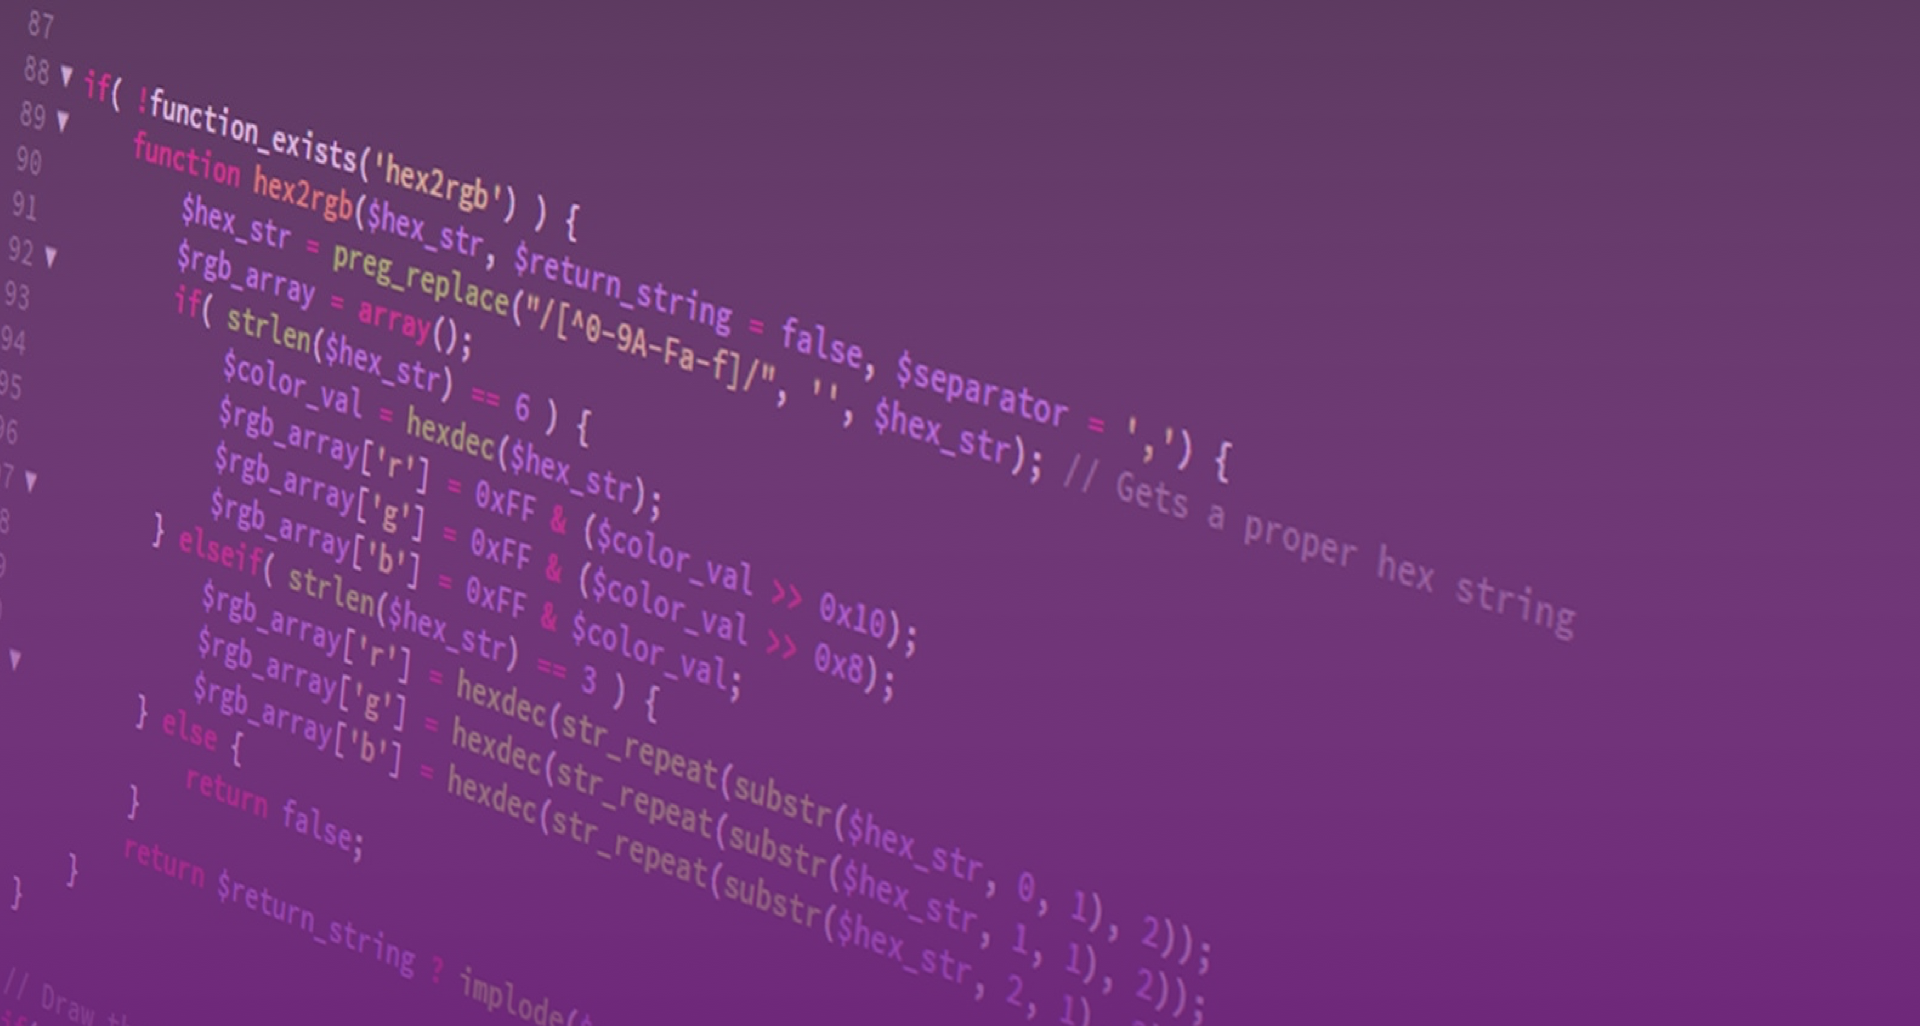 87
88 ▼ if( !function_exists('hex2rgb') ) {
89 ▼ function hex2rgb($hex_str, $return_string = false, $separator = ',') {
90 $hex_str = preg_replace("/[^0-9A-Fa-f]/", '', $hex_str); // Gets a proper hex string
91 $rgb_array = array();
92 ▼ if( strlen($hex_str) == 6 ) {
93 $color_val = hexdec($hex_str);
94 $rgb_array['r'] = 0xFF & ($color_val >> 0x10);
95 $rgb_array['g'] = 0xFF & ($color_val >> 0x8);
96 $rgb_array['b'] = 0xFF & $color_val;
7 ▼ } elseif( strlen($hex_str) == 3 ) {
8 $rgb_array['r'] = hexdec(str_repeat(substr($hex_str, 0, 1), 2));
9 $rgb_array['g'] = hexdec(str_repeat(substr($hex_str, 1, 1), 2));
$rgb_array['b'] = hexdec(str_repeat(substr($hex_str, 2, 1)
▼ } else {
return false;
}
return $return_string ? implode($
}
}
// Draw
if(